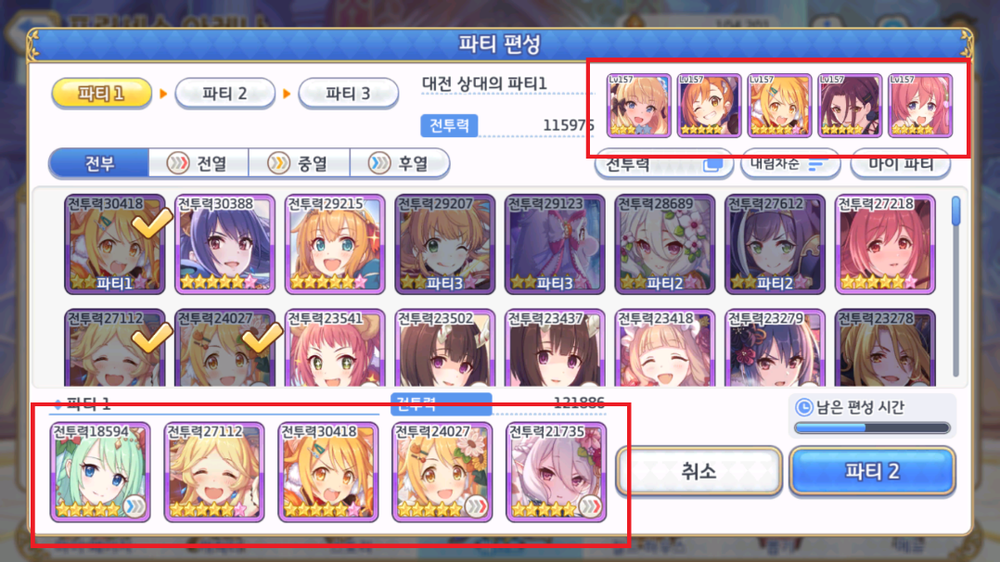 파티 편성
파티 1
파티 2
파티 3
대전 상대의 파티1
전투력
115975
Lv157
Lv157
Lv157
Lv157
Lv157
전부
전열
중열
후열
전투력
내림차순
마이 파티
전투력30418
전투력30388
전투력29215
전투력29207
전투력29123
전투력28689
전투력27612
전투력27218
파티1
파티3
파티3
파티2
파티2
전투력27112
전투력24027
전투력23541
전투력23502
전투력23437
전투력23418
전투력23279
전투력23278
파티 1
전투력
121886
남은 편성 시간
전투력18594
전투력27112
전투력30418
전투력24027
전투력21735
취소
파티 2